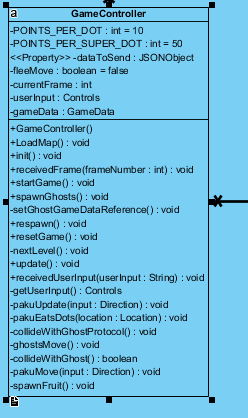 a
GameController
-POINTS_PER_DOT : int = 10
-POINTS_PER_SUPER_DOT : int = 50
<<Property>> -dataToSend : JSONObject
-fleeMove : boolean = false
-currentFrame : int
-userInput : Controls
-gameData : GameData
+GameController()
+LoadMap() : void
+init() : void
+receivedFrame(frameNumber : int) : void
+startGame() : void
+spawnGhosts() : void
-setGhostGameDataReference() : void
+respawn() : void
+resetGame() : void
-nextLevel() : void
+update() : void
+receivedUserInput(userInput : String) : void
-getUserInput() : Controls
-pakuUpdate(input : Direction) : void
-pakuEatsDots(location : Location) : void
-collideWithGhostProtocol() : void
-ghostsMove() : void
-collideWithGhost() : boolean
-pakuMove(input : Direction) : void
-spawnFruit() : void